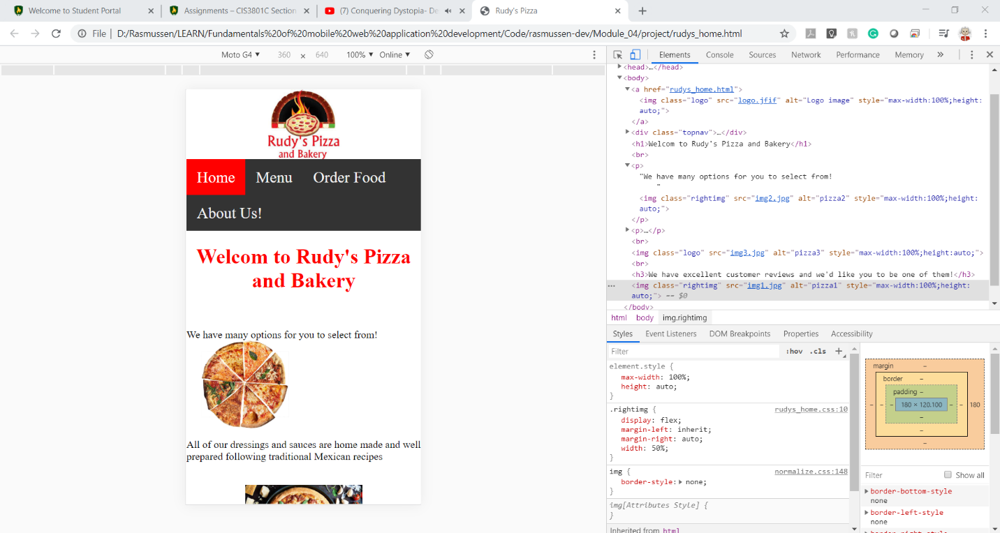 Welcome to Student Portal
Assignments – CIS3801C Section
(7) Conquering Dystopia- De
Rudy's Pizza
File | D:/Rasmussen/LEARN/Fundamentals%20of%20mobile%20web%20application%20development/Code/rasmussen-dev/Module_04/project/rudys_home.html
Moto G4 ▼ 360 × 640 100% ▼ Online ▼
Elements Console Sources Network Performance Memory »
Rudy's Pizza
and Bakery
Home Menu Order Food
About Us!
Welcom to Rudy's Pizza
and Bakery
We have many options for you to select from!
All of our dressings and sauces are home made and well
prepared following traditional Mexican recipes
<head>…</head>
<body>
<a href="rudys_home.html">
<img class="logo" src="logo.jfif" alt="Logo image" style="max-width:100%;height:
auto;">
</a>
<div class="topnav">…</div>
<h1>Welcom to Rudy's Pizza and Bakery</h1>
<br>
<p>
"We have many options for you to select from!
"
<img class="rightimg" src="img2.jpg" alt="pizza2" style="max-width:100%;height:
auto;">
</p>
<p>…</p>
<br>
<img class="logo" src="img3.jpg" alt="pizza3" style="max-width:100%;height:auto;">
<br>
<h3>We have excellent customer reviews and we'd like you to be one of them!</h3>
… <img class="rightimg" src="img1.jpg" alt="pizza1" style="max-width:100%;height:
auto;"> == $0
</body>
html body img.rightimg
Styles Event Listeners DOM Breakpoints Properties Accessibility
Filter :hov .cls +
element.style {
max-width: 100%;
height: auto;
}
.rightimg { rudys_home.css:10
display: flex;
margin-left: inherit;
margin-right: auto;
width: 50%;
}
img { normalize.css:148
border-style: none;
}
img[Attributes Style] {
}
Inherited from html
margin –
border –
padding –
– – – 180 × 120.100 – – 180
–
–
–
Filter Show all
border-bottom-style
none
border-left-style
none
border-right-style